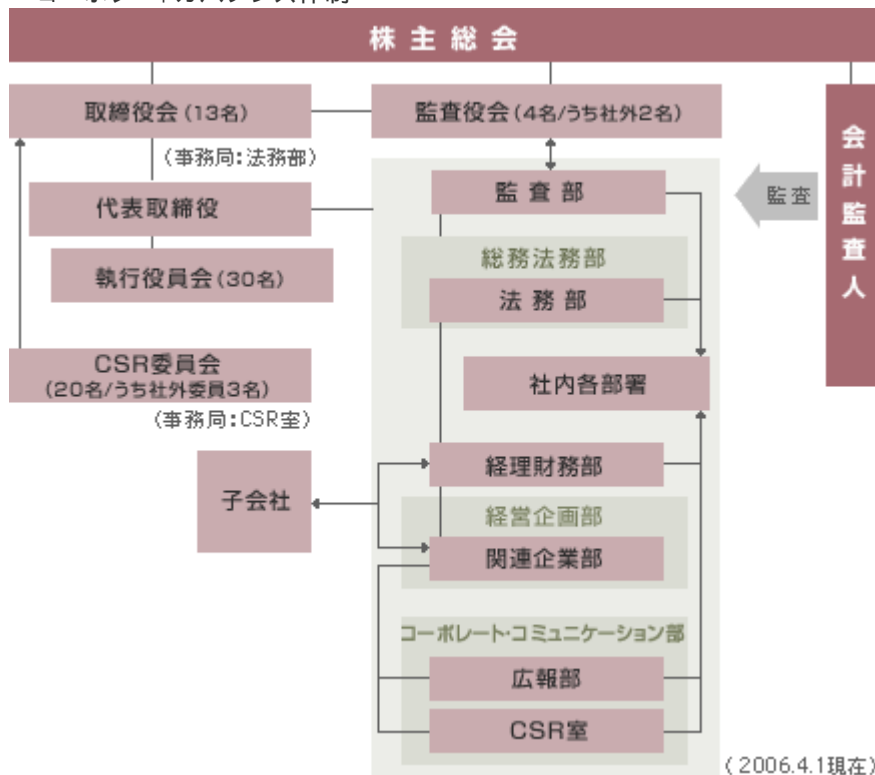 株主総会
取締役会(13名)
監査役会(4名/うち社外2名)
会計監査人
(事務局:法務部)
監査部
監査
代表取締役
総務法務部
執行役員会(30名)
法務部
CSR委員会
(20名/うち社外委員3名)
社内各部署
(事務局:CSR室)
経理財務部
子会社
経営企画部
関連企業部
コーポレート・コミュニケーション部
広報部
CSR室
(2006.4.1現在)